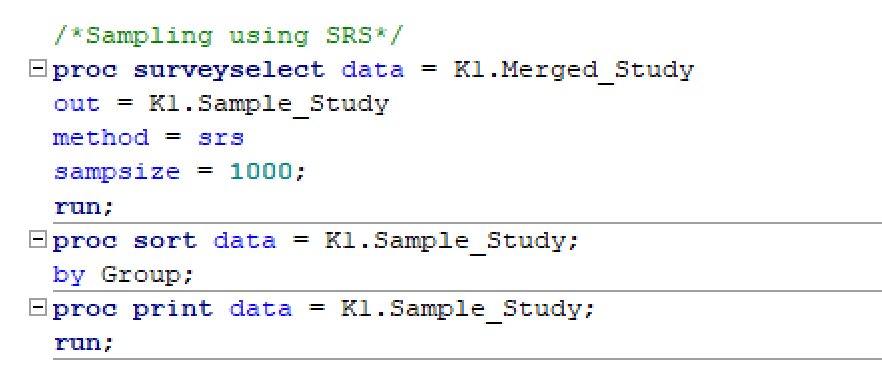 /*Sampling using SRS*/
proc surveyselect data = K1.Merged_Study
out = K1.Sample_Study
method = srs
sampsize = 1000;
run;
proc sort data = K1.Sample_Study;
by Group;
proc print data = K1.Sample_Study;
run;